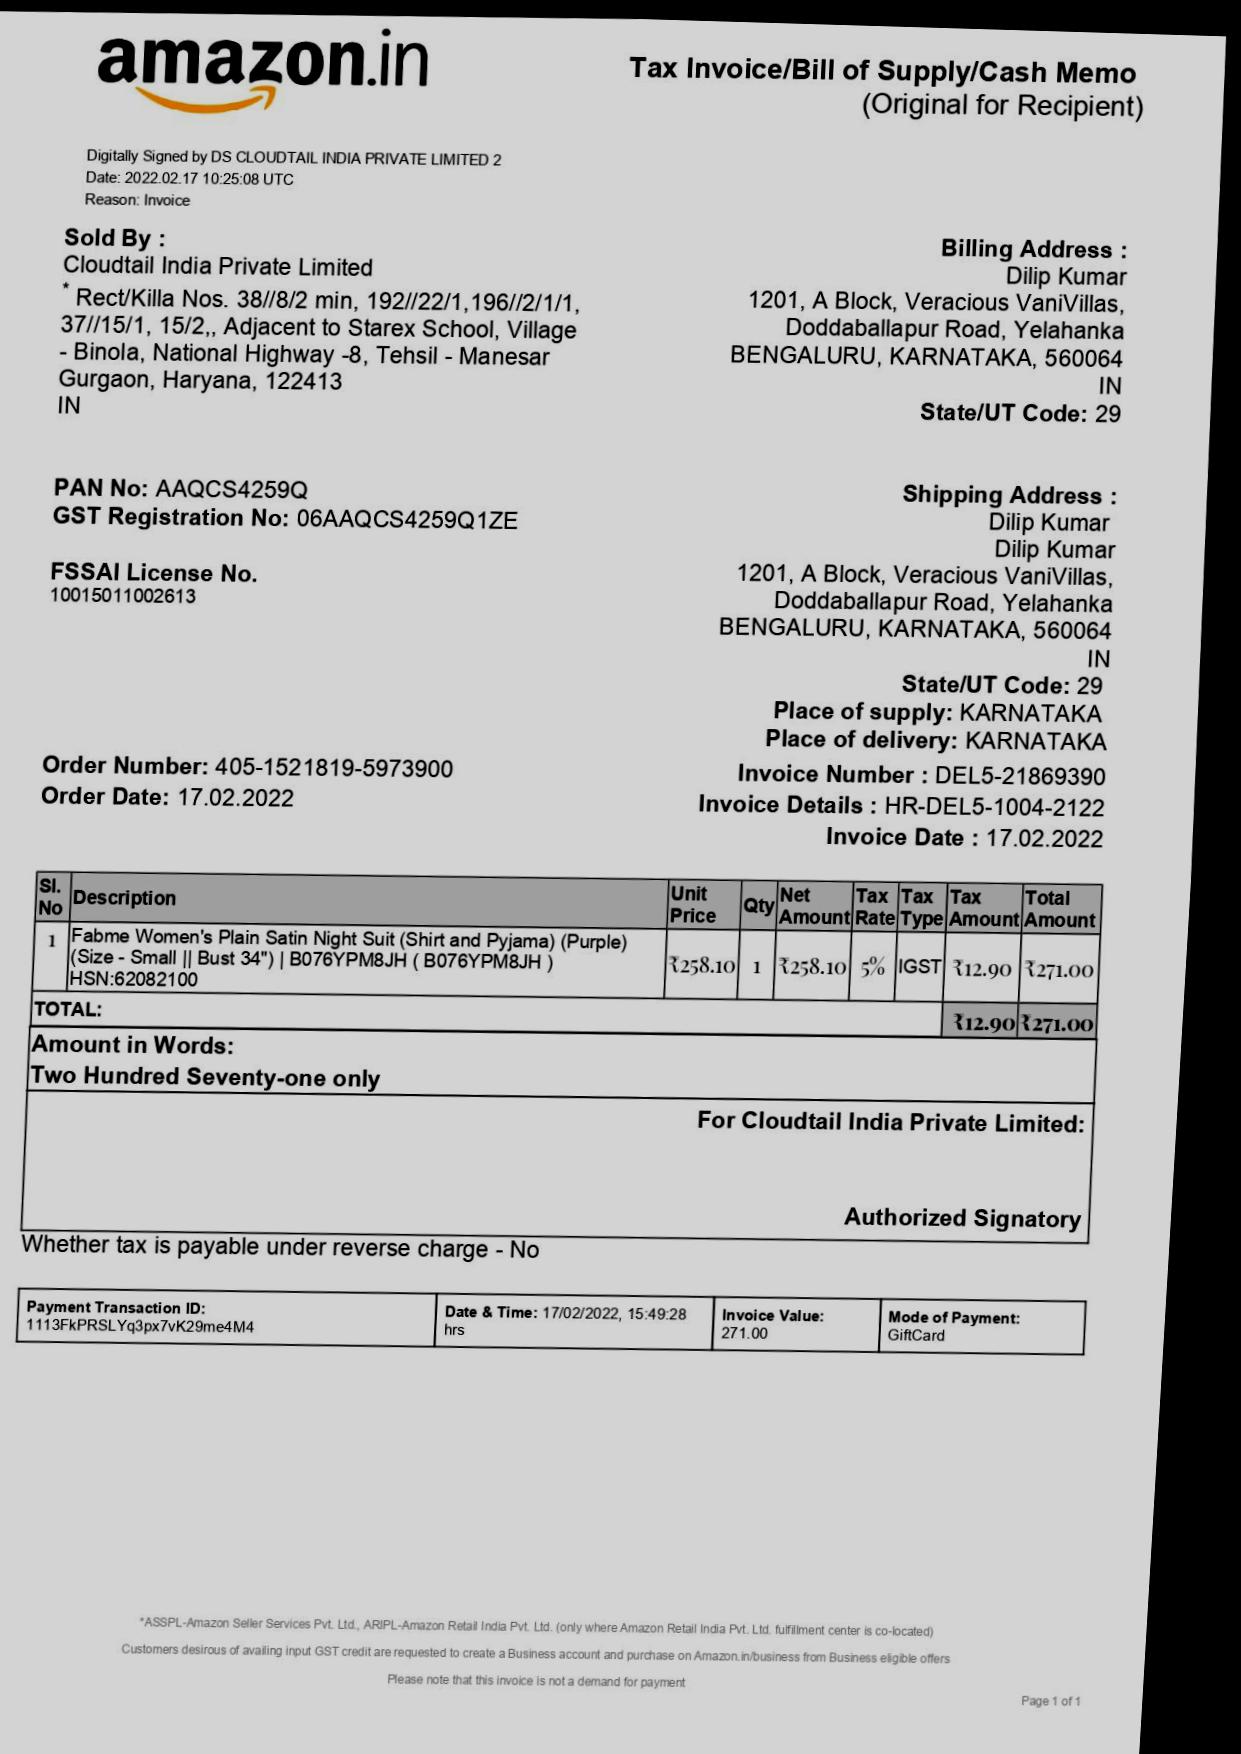 amazon.in
Tax Invoice/Bill of Supply/Cash Memo
(Original for Recipient)
Digitally Signed by DS CLOUDTAIL INDIA PRIVATE LIMITED 2
Date: 2022.02.17 10:25:08 UTC
Reason: Invoice
Sold By :
Cloudtail India Private Limited
* Rect/Killa Nos. 38//8/2 min, 192//22/1,196//2/1/1,
37//15/1, 15/2,, Adjacent to Starex School, Village
- Binola, National Highway -8, Tehsil - Manesar
Gurgaon, Haryana, 122413
IN
Billing Address :
Dilip Kumar
1201, A Block, Veracious VaniVillas,
Doddaballapur Road, Yelahanka
BENGALURU, KARNATAKA, 560064
IN
State/UT Code: 29
PAN No: AAQCS4259Q
GST Registration No: 06AAQCS4259Q1ZE
FSSAI License No.
10015011002613
Shipping Address :
Dilip Kumar
Dilip Kumar
1201, A Block, Veracious VaniVillas,
Doddaballapur Road, Yelahanka
BENGALURU, KARNATAKA, 560064
IN
State/UT Code: 29
Place of supply: KARNATAKA
Place of delivery: KARNATAKA
Order Number: 405-1521819-5973900
Order Date: 17.02.2022
Invoice Number : DEL5-21869390
Invoice Details : HR-DEL5-1004-2122
Invoice Date : 17.02.2022
Sl. No Description Unit Price Qty Net Amount Tax Rate Tax Type Tax Amount Total Amount
1 Fabme Women's Plain Satin Night Suit (Shirt and Pyjama) (Purple)
(Size - Small || Bust 34") | B076YPM8JH ( B076YPM8JH )
HSN:62082100
₹258.10 1 ₹258.10 5% IGST ₹12.90 ₹271.00
TOTAL: ₹12.90 ₹271.00
Amount in Words:
Two Hundred Seventy-one only
For Cloudtail India Private Limited:
Authorized Signatory
Whether tax is payable under reverse charge - No
Payment Transaction ID:
1113FkPRSLYq3px7vK29me4M4
Date & Time: 17/02/2022, 15:49:28
hrs
Invoice Value:
271.00
Mode of Payment:
GiftCard
*ASSPL-Amazon Seller Services Pvt. Ltd., ARIPL-Amazon Retail India Pvt. Ltd. (only where Amazon Retail India Pvt. Ltd. fulfillment center is co-located)
Customers desirous of availing input GST credit are requested to create a Business account and purchase on Amazon.in/business from Business eligible offers
Please note that this invoice is not a demand for payment
Page 1 of 1